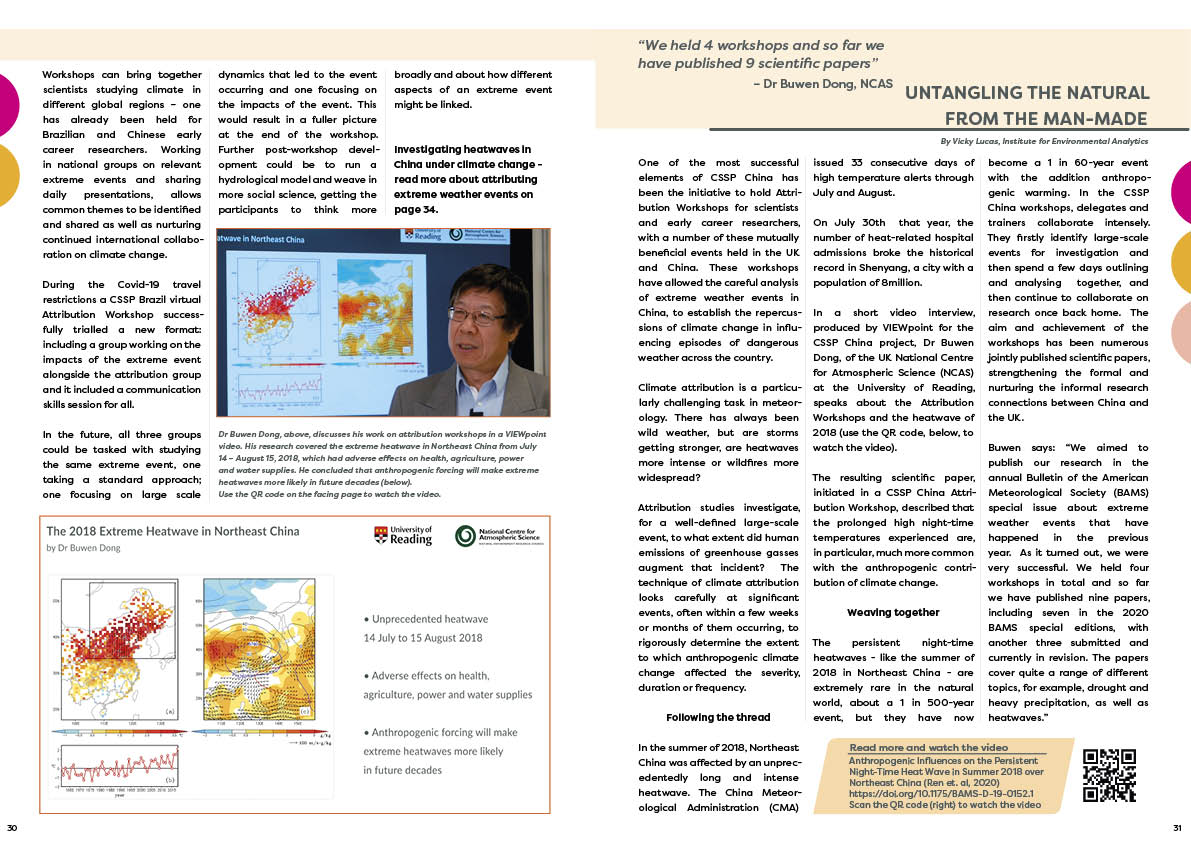 Workshops can bring together
scientists studying climate in
different global regions – one
has already been held for
Brazilian and Chinese early
career researchers. Working
in national groups on relevant
extreme events and sharing
daily presentations, allows
common themes to be identified
and shared as well as nurturing
continued international collabo-
ration on climate change.
During the Covid-19 travel
restrictions a CSSP Brazil virtual
Attribution Workshop success-
fully trialled a new format:
including a group working on the
impacts of the extreme event
alongside the attribution group
and it included a communication
skills session for all.
In the future, all three groups
could be tasked with studying
the same extreme event, one
taking a standard approach;
one focusing on large scale
dynamics that led to the event
occurring and one focusing on
the impacts of the event. This
would result in a fuller picture
at the end of the workshop.
Further post-workshop devel-
opment could be to run a
hydrological model and weave in
more social science, getting the
participants to think more
broadly and about how different
aspects of an extreme event
might be linked.
Investigating heatwaves in
China under climate change -
read more about attributing
extreme weather events on
page 34.
atwave in Northeast China
University of
Reading
National Centre for
Atmospheric Science
Dr Buwen Dong, above, discusses his work on attribution workshops in a VIEWpoint
video. His research covered the extreme heatwave in Northeast China from July
14 – August 15, 2018, which had adverse effects on health, agriculture, power
and water supplies. He concluded that anthropogenic forcing will make extreme
heatwaves more likely in future decades (below).
Use the QR code on the facing page to watch the video.
The 2018 Extreme Heatwave in Northeast China
by Dr Buwen Dong
University of
Reading
National Centre for
Atmospheric Science
NATURAL ENVIRONMENT RESEARCH COUNCIL
(a)
(c)
(b)
year
• Unprecedented heatwave
14 July to 15 August 2018
• Adverse effects on health,
agriculture, power and water supplies
• Anthropogenic forcing will make
extreme heatwaves more likely
in future decades
30
“We held 4 workshops and so far we
have published 9 scientific papers”
– Dr Buwen Dong, NCAS
UNTANGLING THE NATURAL
FROM THE MAN-MADE
By Vicky Lucas, Institute for Environmental Analytics
One of the most successful
elements of CSSP China has
been the initiative to hold Attri-
bution Workshops for scientists
and early career researchers,
with a number of these mutually
beneficial events held in the UK
and China. These workshops
have allowed the careful analysis
of extreme weather events in
China, to establish the repercus-
sions of climate change in influ-
encing episodes of dangerous
weather across the country.
Climate attribution is a particu-
larly challenging task in meteor-
ology. There has always been
wild weather, but are storms
getting stronger, are heatwaves
more intense or wildfires more
widespread?
Attribution studies investigate,
for a well-defined large-scale
event, to what extent did human
emissions of greenhouse gasses
augment that incident? The
technique of climate attribution
looks carefully at significant
events, often within a few weeks
or months of them occurring, to
rigorously determine the extent
to which anthropogenic climate
change affected the severity,
duration or frequency.
Following the thread
In the summer of 2018, Northeast
China was affected by an unprec-
edentedly long and intense
heatwave. The China Meteor-
ological Administration (CMA)
issued 33 consecutive days of
high temperature alerts through
July and August.
On July 30th that year, the
number of heat-related hospital
admissions broke the historical
record in Shenyang, a city with a
population of 8million.
In a short video interview,
produced by VIEWpoint for the
CSSP China project, Dr Buwen
Dong, of the UK National Centre
for Atmospheric Science (NCAS)
at the University of Reading,
speaks about the Attribution
Workshops and the heatwave of
2018 (use the QR code, below, to
watch the video).
The resulting scientific paper,
initiated in a CSSP China Attri-
bution Workshop, described that
the prolonged high night-time
temperatures experienced are,
in particular, much more common
with the anthropogenic contri-
bution of climate change.
Weaving together
The persistent night-time
heatwaves - like the summer of
2018 in Northeast China - are
extremely rare in the natural
world, about a 1 in 500-year
event, but they have now
become a 1 in 60-year event
with the addition anthropo-
genic warming. In the CSSP
China workshops, delegates and
trainers collaborate intensely.
They firstly identify large-scale
events for investigation and
then spend a few days outlining
and analysing together, and
then continue to collaborate on
research once back home. The
aim and achievement of the
workshops has been numerous
jointly published scientific papers,
strengthening the formal and
nurturing the informal research
connections between China and
the UK.
Buwen says: “We aimed to
publish our research in the
annual Bulletin of the American
Meteorological Society (BAMS)
special issue about extreme
weather events that have
happened in the previous
year. As it turned out, we were
very successful. We held four
workshops in total and so far
we have published nine papers,
including seven in the 2020
BAMS special editions, with
another three submitted and
currently in revision. The papers
cover quite a range of different
topics, for example, drought and
heavy precipitation, as well as
heatwaves.”
Read more and watch the video
Anthropogenic Influences on the Persistent
Night-Time Heat Wave in Summer 2018 over
Northeast China (Ren et. al, 2020)
https://doi.org/10.1175/BAMS-D-19-0152.1
Scan the QR code (right) to watch the video
31